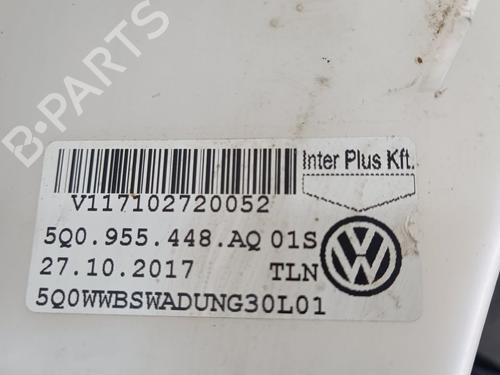 B-PARTS
Inter Plus Kft.
V117102720052
5Q0.955.448.AQ 01S
27.10.2017 TLN
5Q0WWBSWADUNG30L01